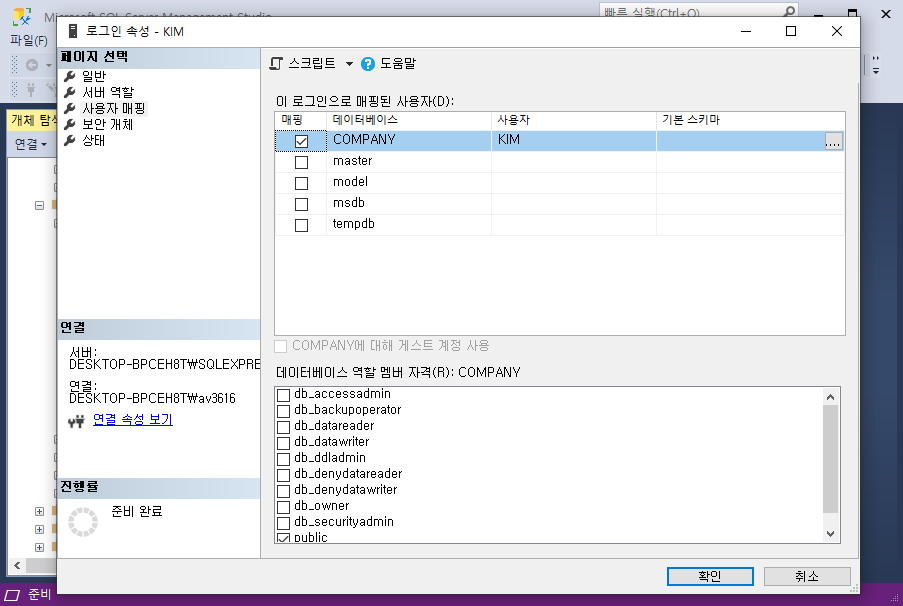 Microsoft SQL Server Management Studio
빠른 실행(Ctrl+Q)
파일(F)
로그인 속성 - KIM
페이지 선택
일반
서버 역할
사용자 매핑
보안 개체
상태
스크립트
도움말
개체 탐색
연결
이 로그인으로 매핑된 사용자(D):
매핑 데이터베이스 사용자 기본 스키마
COMPANY KIM ....
master
model
msdb
tempdb
COMPANY에 대해 게스트 계정 사용
데이터베이스 역할 멤버 자격(R): COMPANY
db_accessadmin
db_backupoperator
db_datareader
db_datawriter
db_ddladmin
db_denydatareader
db_denydatawriter
db_owner
db_securityadmin
public
연결
서버:
DESKTOP-BPCEH8T₩SQLEXPRE
연결:
DESKTOP-BPCEH8T₩av3616
연결 속성 보기
진행률
준비 완료
확인
취소
준비